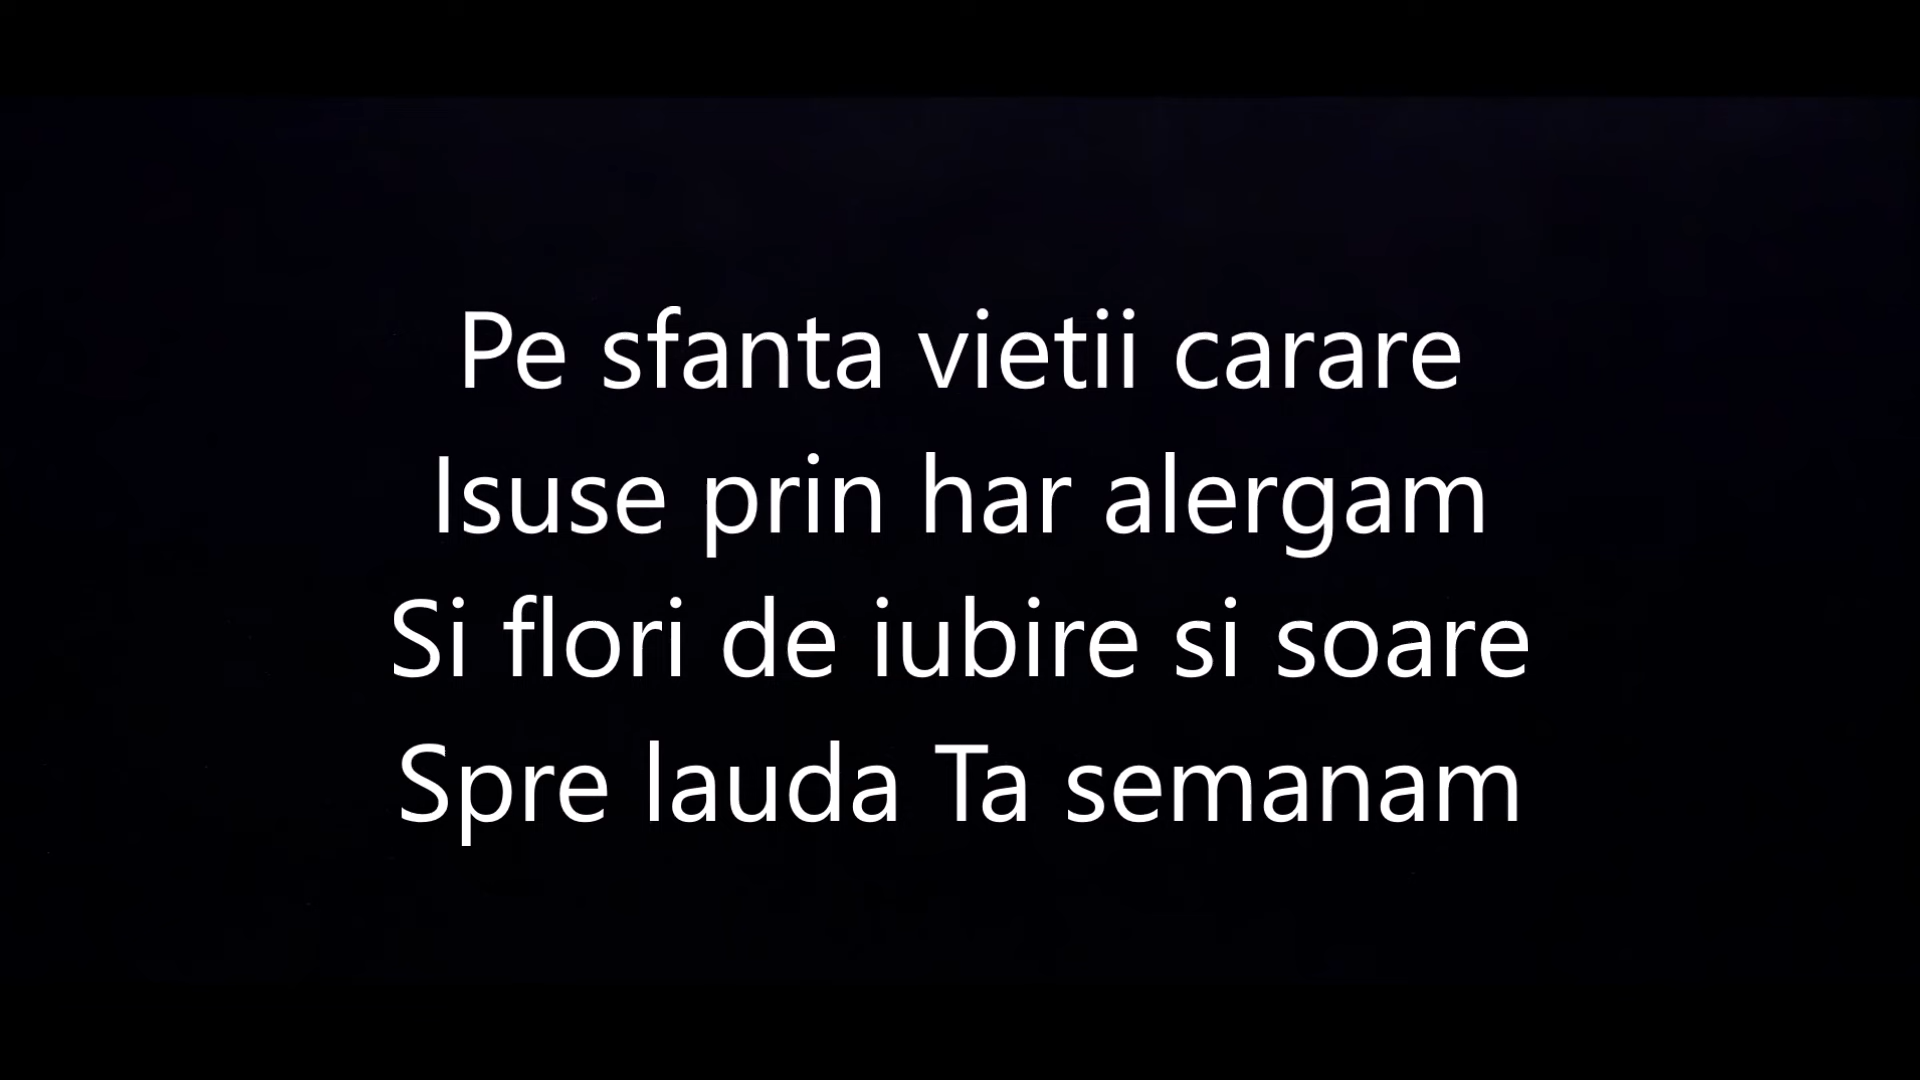 Pe sfanta vietii carare
Isuse prin har alergam
Si flori de iubire si soare
Spre lauda Ta semanam